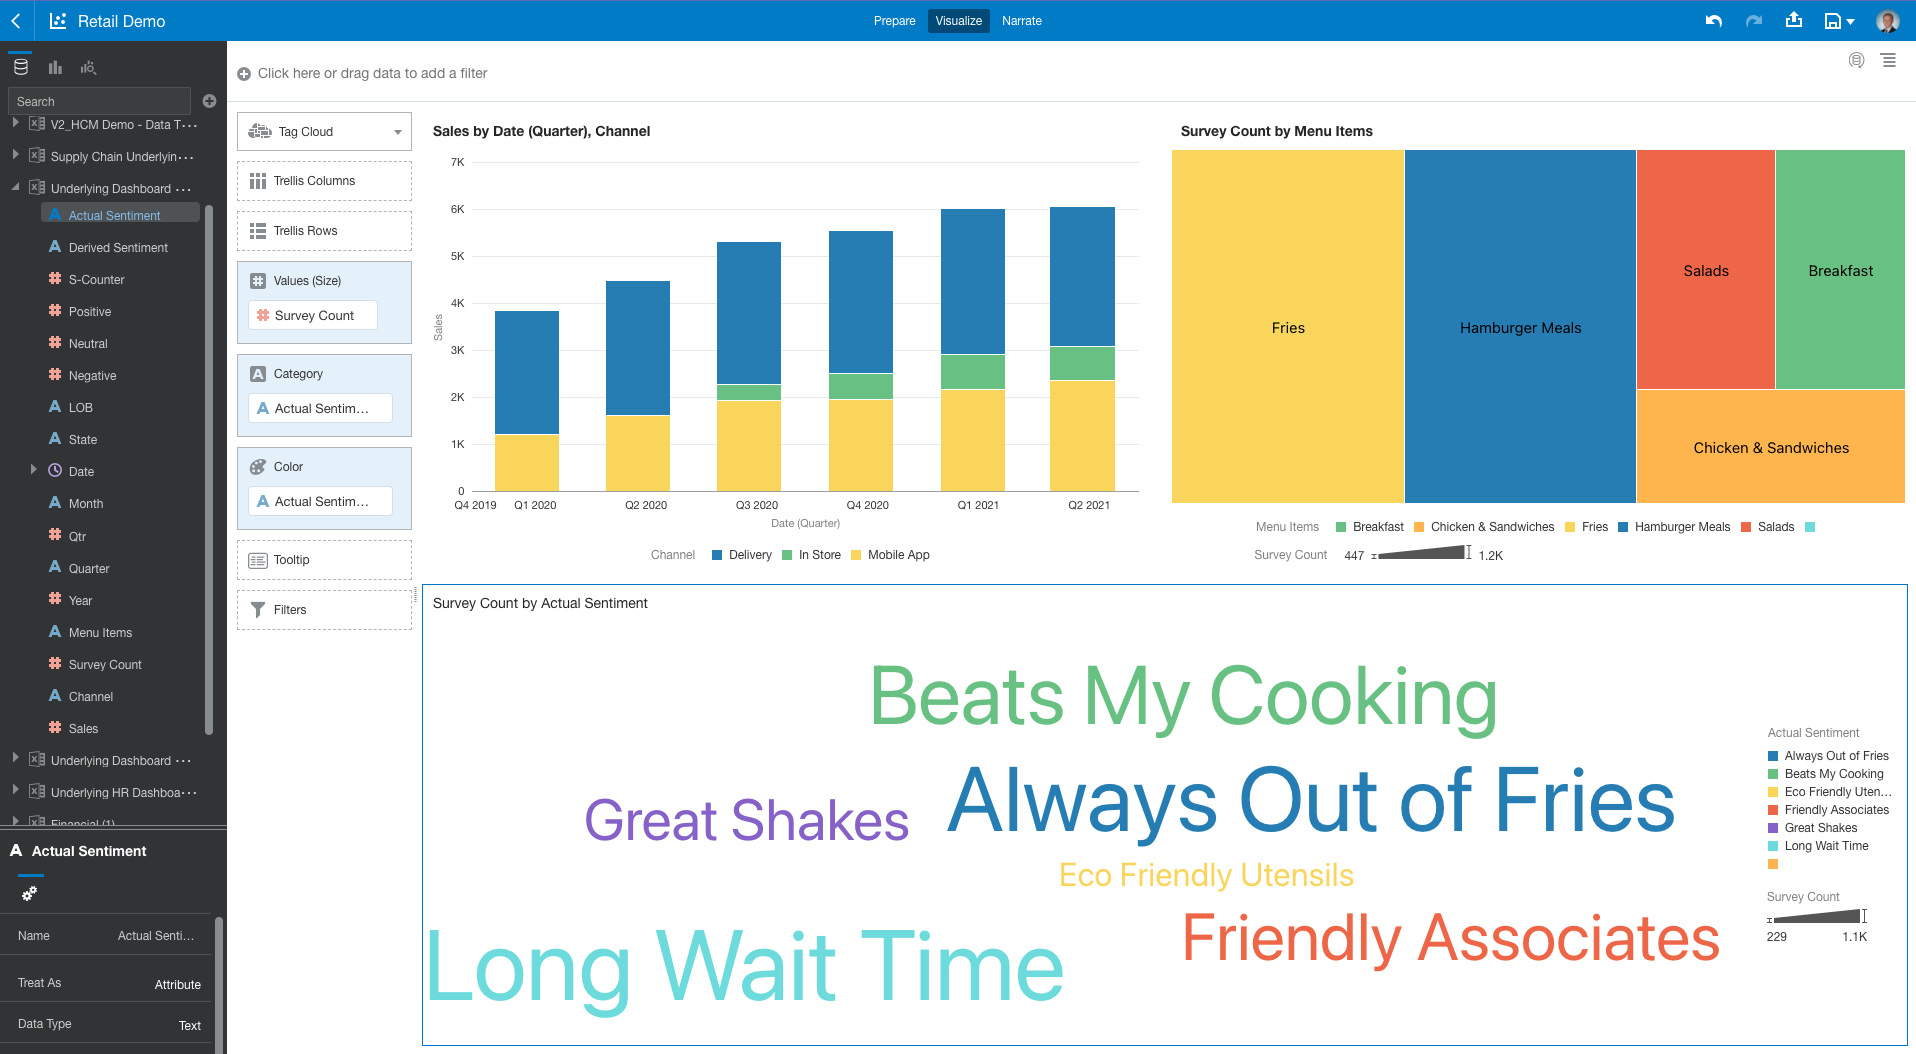 Retail Demo
Prepare Visualize Narrate
Search
V2_HCM Demo - Data T···
Supply Chain Underlyin···
Underlying Dashboard ···
Actual Sentiment
Derived Sentiment
S-Counter
Positive
Neutral
Negative
LOB
State
Date
Month
Qtr
Quarter
Year
Menu Items
Survey Count
Channel
Sales
Underlying Dashboard ···
Underlying HR Dashboa···
Financial (1)
Actual Sentiment
Name Actual Senti...
Treat As Attribute
Data Type Text
Click here or drag data to add a filter
Tag Cloud
Trellis Columns
Trellis Rows
Values (Size)
Survey Count
Category
Actual Sentim...
Color
Actual Sentim...
Tooltip
Filters
Sales by Date (Quarter), Channel
7K
6K
5K
4K
3K
2K
1K
0
Sales
Q4 2019 Q1 2020 Q2 2020 Q3 2020 Q4 2020 Q1 2021 Q2 2021
Date (Quarter)
Channel Delivery In Store Mobile App
Survey Count by Menu Items
Fries
Hamburger Meals
Salads
Breakfast
Chicken & Sandwiches
Menu Items Breakfast Chicken & Sandwiches Fries Hamburger Meals Salads
Survey Count 447 1.2K
Survey Count by Actual Sentiment
Beats My Cooking
Always Out of Fries
Great Shakes
Eco Friendly Utensils
Friendly Associates
Long Wait Time
Actual Sentiment
Always Out of Fries
Beats My Cooking
Eco Friendly Uten...
Friendly Associates
Great Shakes
Long Wait Time
Survey Count
229 1.1K